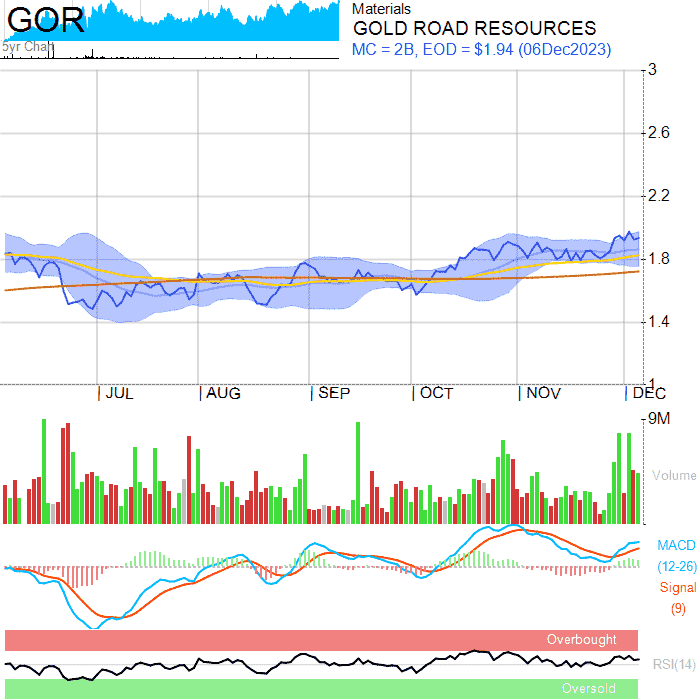 GOR
5yr Chart
Materials
GOLD ROAD RESOURCES
MC = 2B, EOD = $1.94 (06Dec2023)
3
2.6
2.2
1.8
1.4
1
JUL AUG SEP OCT NOV DEC
9M
Volume
MACD
(12-26)
Signal
(9)
Overbought
RSI(14)
Oversold